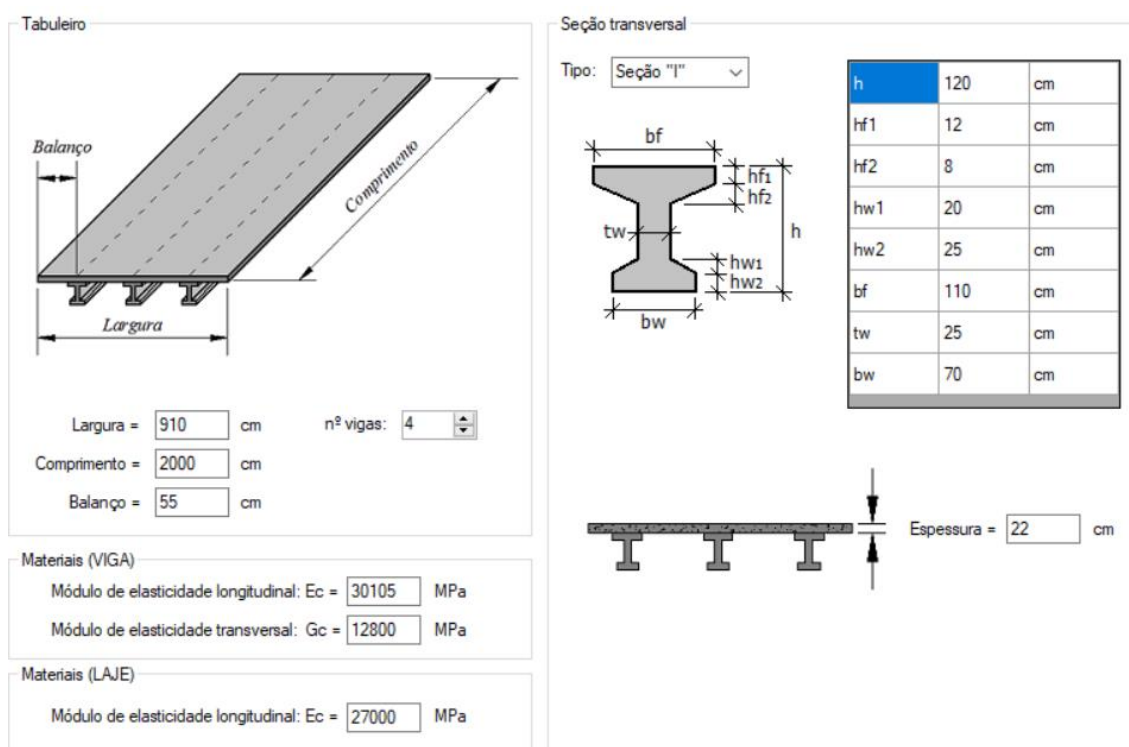 Tabuleiro
Balanço
Comprimento
Largura
Largura = 910 cm nº vigas: 4
Comprimento = 2000 cm
Balanço = 55 cm
Materiais (VIGA)
Módulo de elasticidade longitudinal: Ec = 30105 MPa
Módulo de elasticidade transversal: Gc = 12800 MPa
Materiais (LAJE)
Módulo de elasticidade longitudinal: Ec = 27000 MPa
Seção transversal
Tipo: Seção "I"
bf
hf1
hf2
tw
h
hw1
hw2
bw
h 120 cm
hf1 12 cm
hf2 8 cm
hw1 20 cm
hw2 25 cm
bf 110 cm
tw 25 cm
bw 70 cm
Espessura = 22 cm